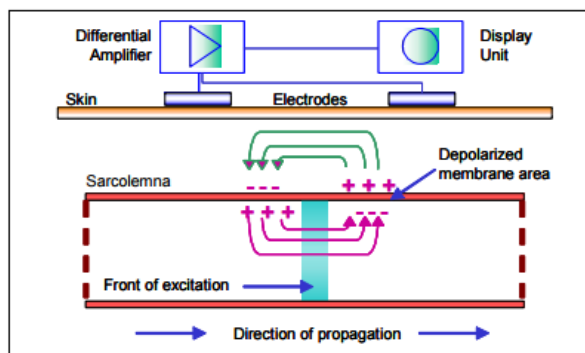 Differential
Amplifier
Display
Unit
Skin
Electrodes
Depolarized
membrane area
Sarcolemna
- - -
+ + +
+ + +
- - -
Front of excitation
Direction of propagation